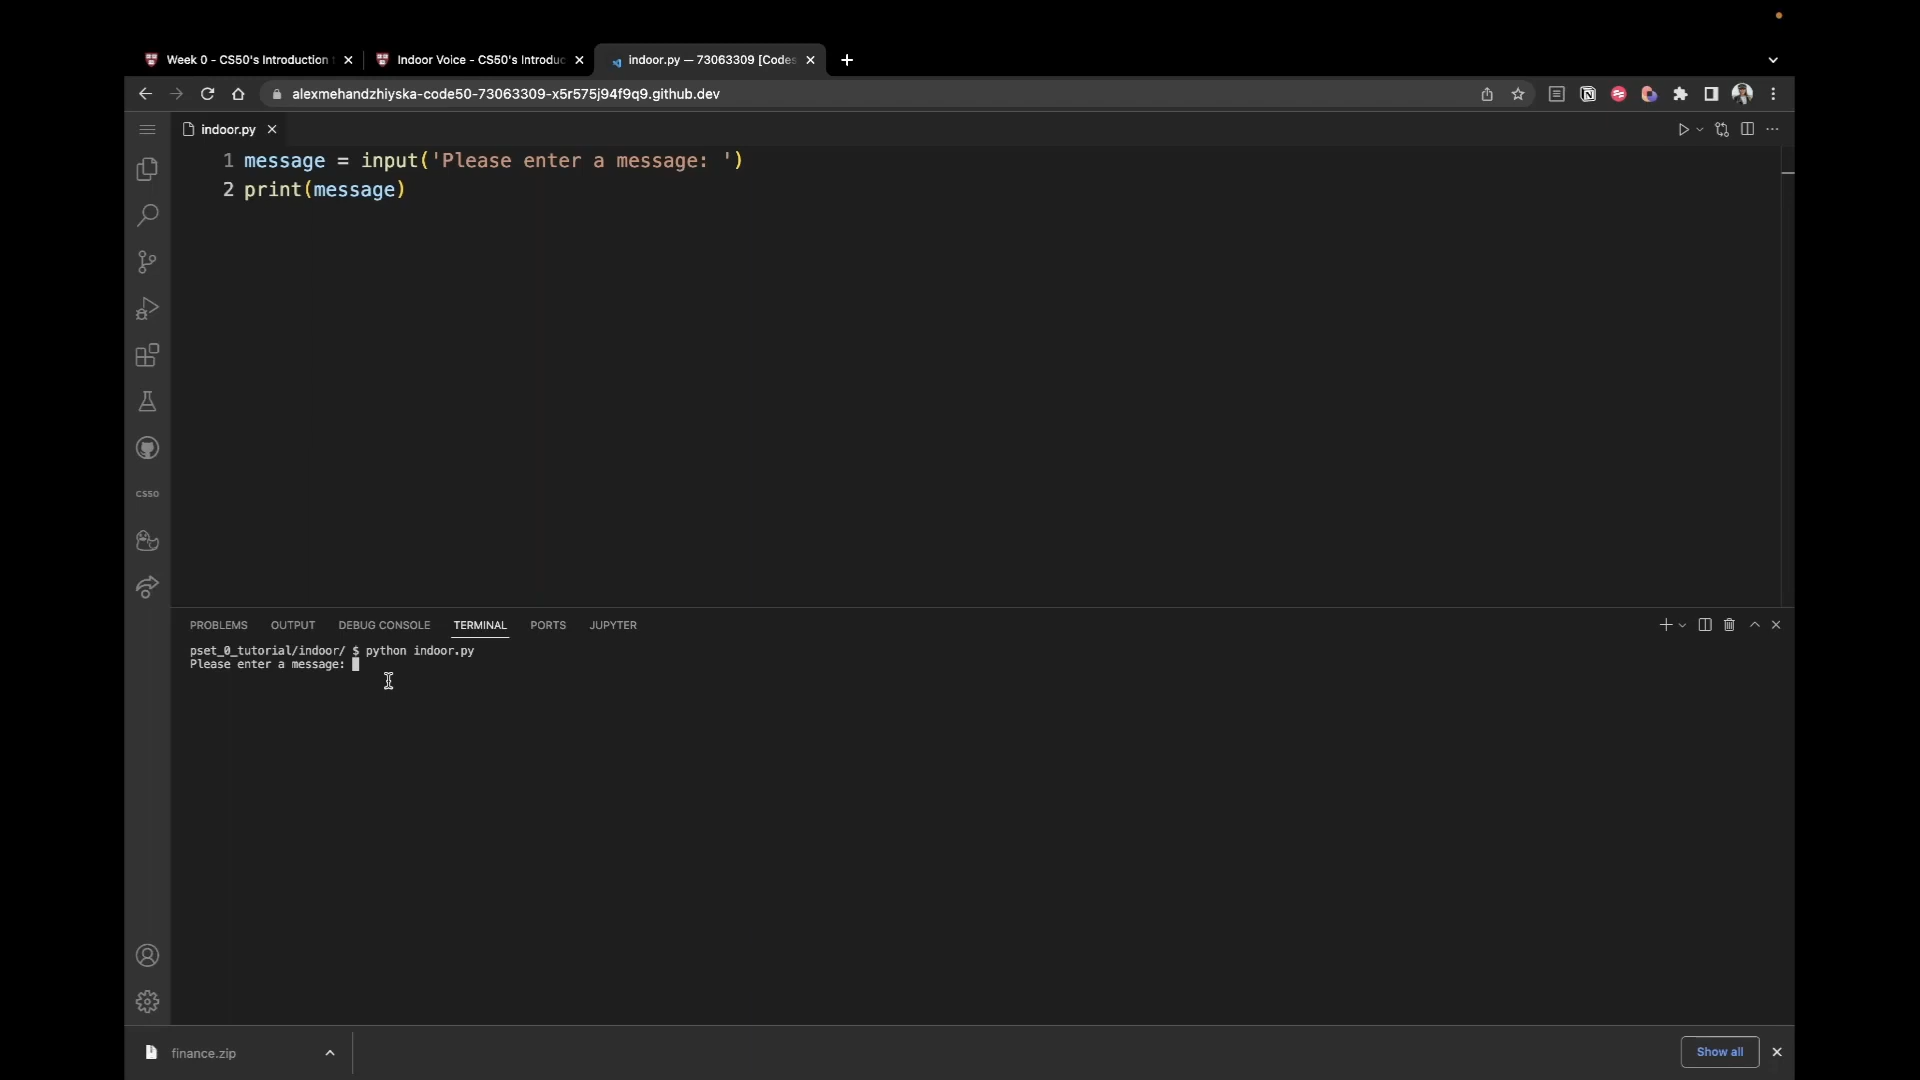 Week 0 - CS50's Introduction
Indoor Voice - CS50's Introduc
indoor.py — 73063309 [Codes
alexmehandzhiyska-code50-73063309-x5r575j94f9q9.github.dev
indoor.py
1 message = input('Please enter a message: ')
2 print(message)
CS50
PROBLEMS OUTPUT DEBUG CONSOLE TERMINAL PORTS JUPYTER
pset_0_tutorial/indoor/ $ python indoor.py
Please enter a message:
finance.zip
Show all